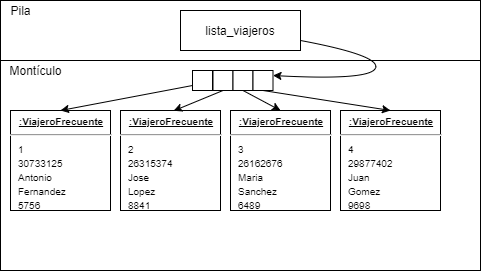 Pila
lista_viajeros
Montículo
:ViajeroFrecuente
1
30733125
Antonio
Fernandez
5756
:ViajeroFrecuente
2
26315374
Jose
Lopez
8841
:ViajeroFrecuente
3
26162676
Maria
Sanchez
6489
:ViajeroFrecuente
4
29877402
Juan
Gomez
9698